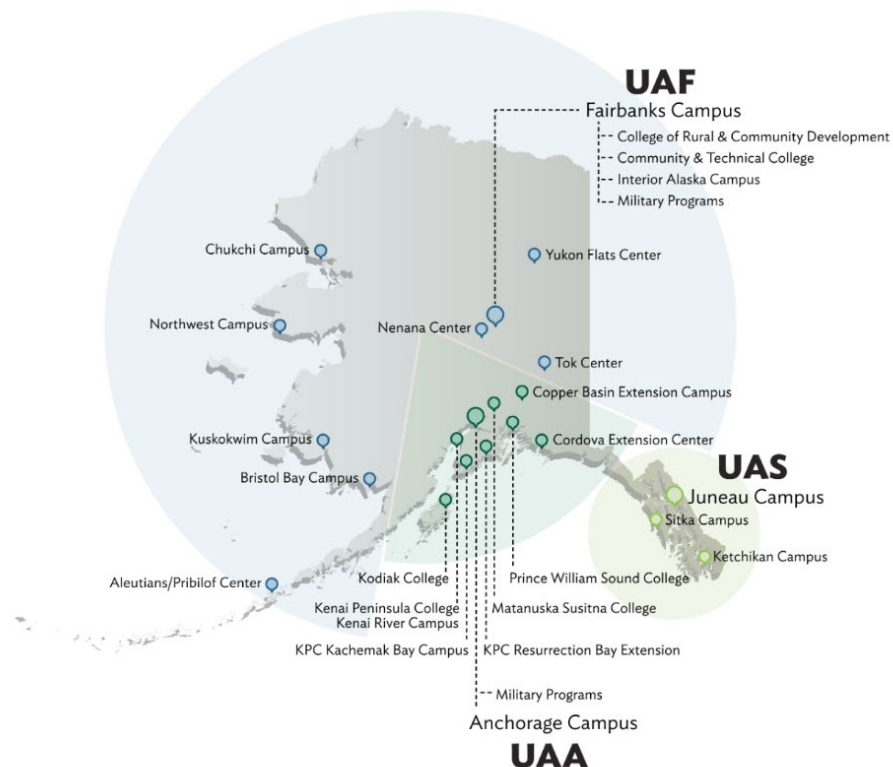 UAF
Fairbanks Campus
College of Rural & Community Development
Community & Technical College
Interior Alaska Campus
Military Programs
Chukchi Campus
Yukon Flats Center
Northwest Campus
Nenana Center
Tok Center
Copper Basin Extension Campus
Kuskokwim Campus
Cordova Extension Center
Bristol Bay Campus
UAS
Juneau Campus
Sitka Campus
Ketchikan Campus
Aleutians/Pribilof Center
Kodiak College
Prince William Sound College
Kenai Peninsula College
Kenai River Campus
Matanuska Susitna College
KPC Kachemak Bay Campus
KPC Resurrection Bay Extension
Military Programs
Anchorage Campus
UAA